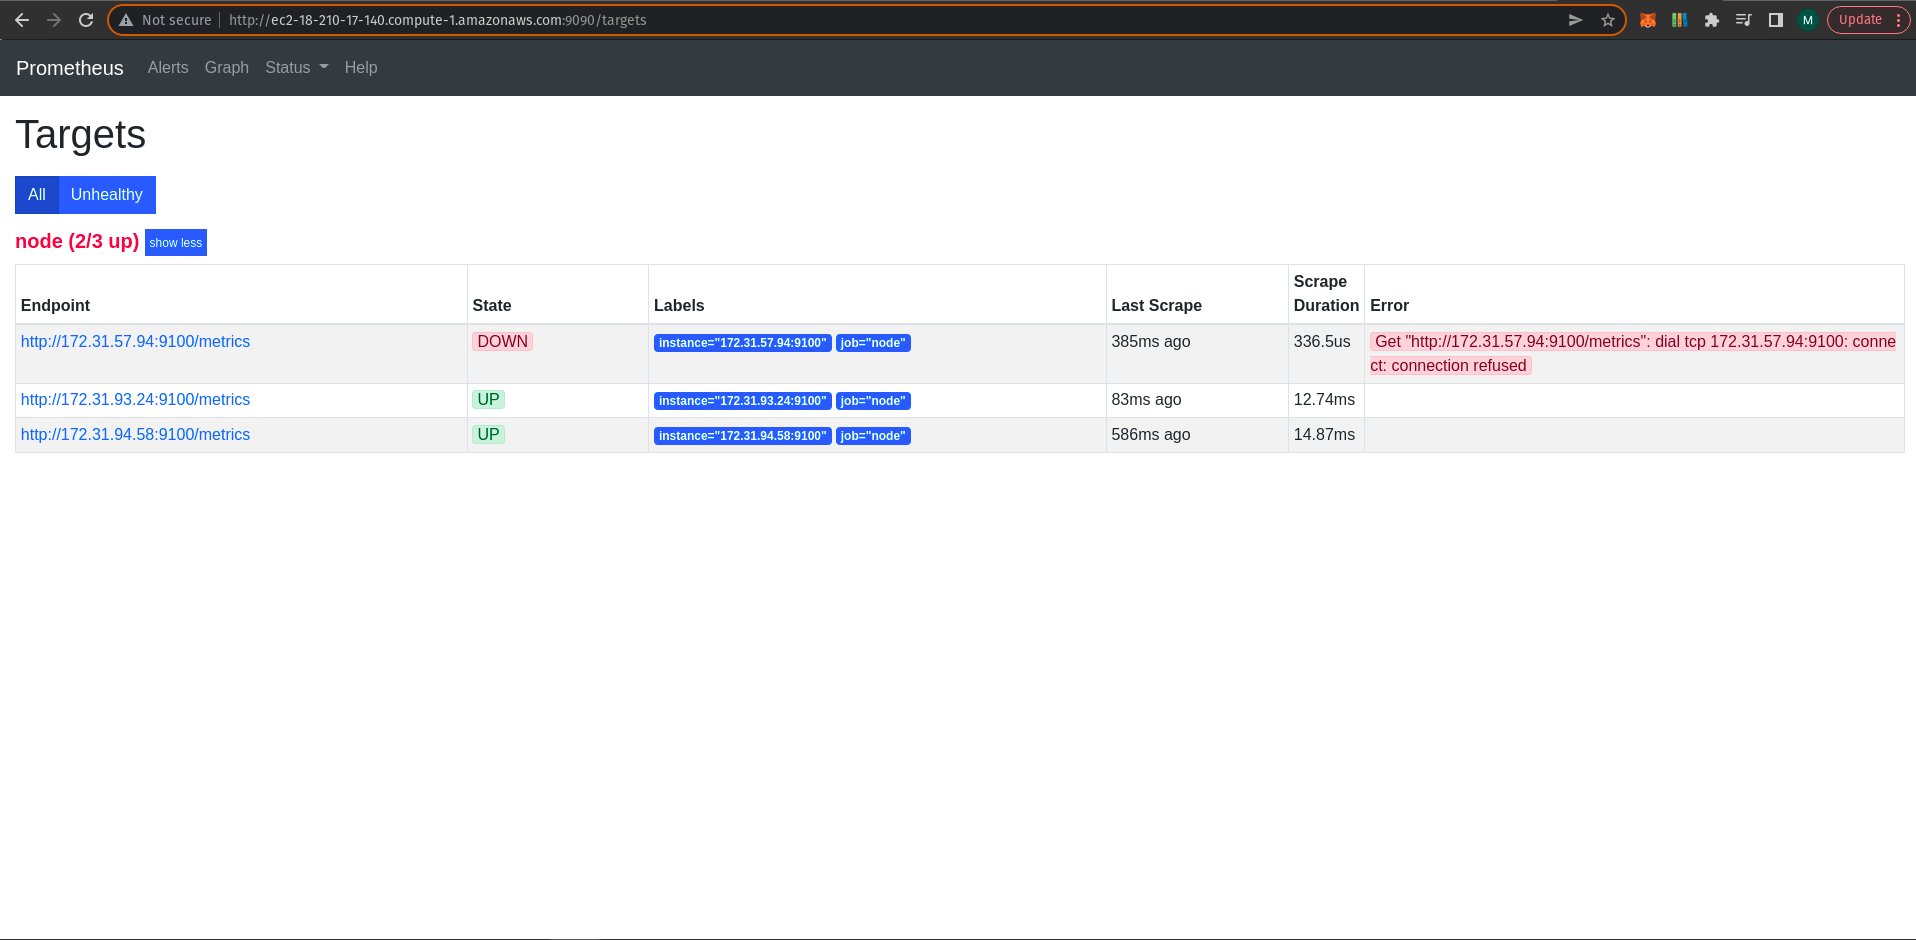 Not secure http://ec2-18-210-17-140.compute-1.amazonaws.com:9090/targets M Update
Prometheus Alerts Graph Status Help
Targets
All Unhealthy
node (2/3 up) show less
Endpoint State Labels Last Scrape Scrape Duration Error
http://172.31.57.94:9100/metrics DOWN instance="172.31.57.94:9100" job="node" 385ms ago 336.5us Get "http://172.31.57.94:9100/metrics": dial tcp 172.31.57.94:9100: conne
ct: connection refused
http://172.31.93.24:9100/metrics UP instance="172.31.93.24:9100" job="node" 83ms ago 12.74ms
http://172.31.94.58:9100/metrics UP instance="172.31.94.58:9100" job="node" 586ms ago 14.87ms